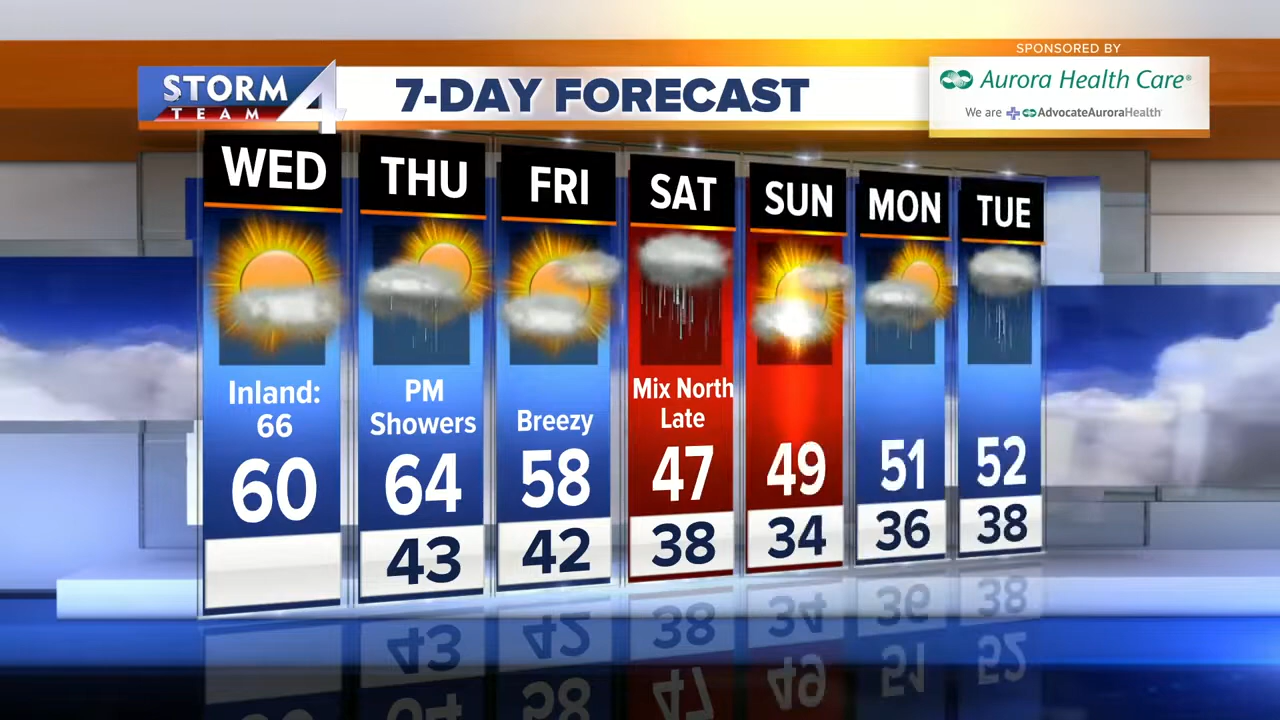 SPONSORED BY
STORM
TEAM
4
7-DAY FORECAST
Aurora Health Care®
We are AdvocateAuroraHealth
WED
THU
FRI
SAT
SUN
MON
TUE
Inland:
66
60
PM
Showers
64
43
Breezy
58
42
Mix North
Late
47
38
49
34
51
36
52
38